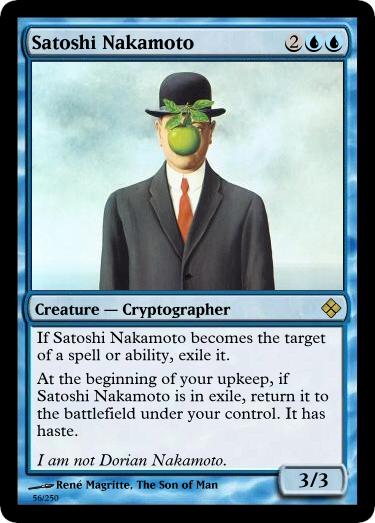 Satoshi Nakamoto 2
Creature — Cryptographer
If Satoshi Nakamoto becomes the target
of a spell or ability, exile it.
At the beginning of your upkeep, if
Satoshi Nakamoto is in exile, return it to
the battlefield under your control. It has
haste.
I am not Dorian Nakamoto.
René Magritte, The Son of Man
3/3
56/250